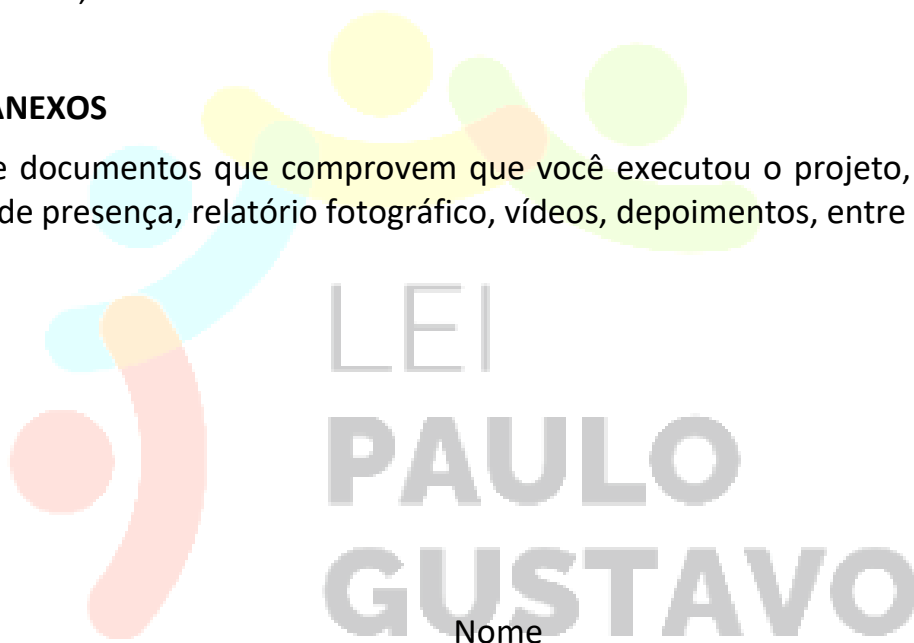 ANEXOS
e documentos que comprovem que você executou o projeto,
de presença, relatório fotográfico, vídeos, depoimentos, entre
LEI
PAULO
GUSTAVO
Nome